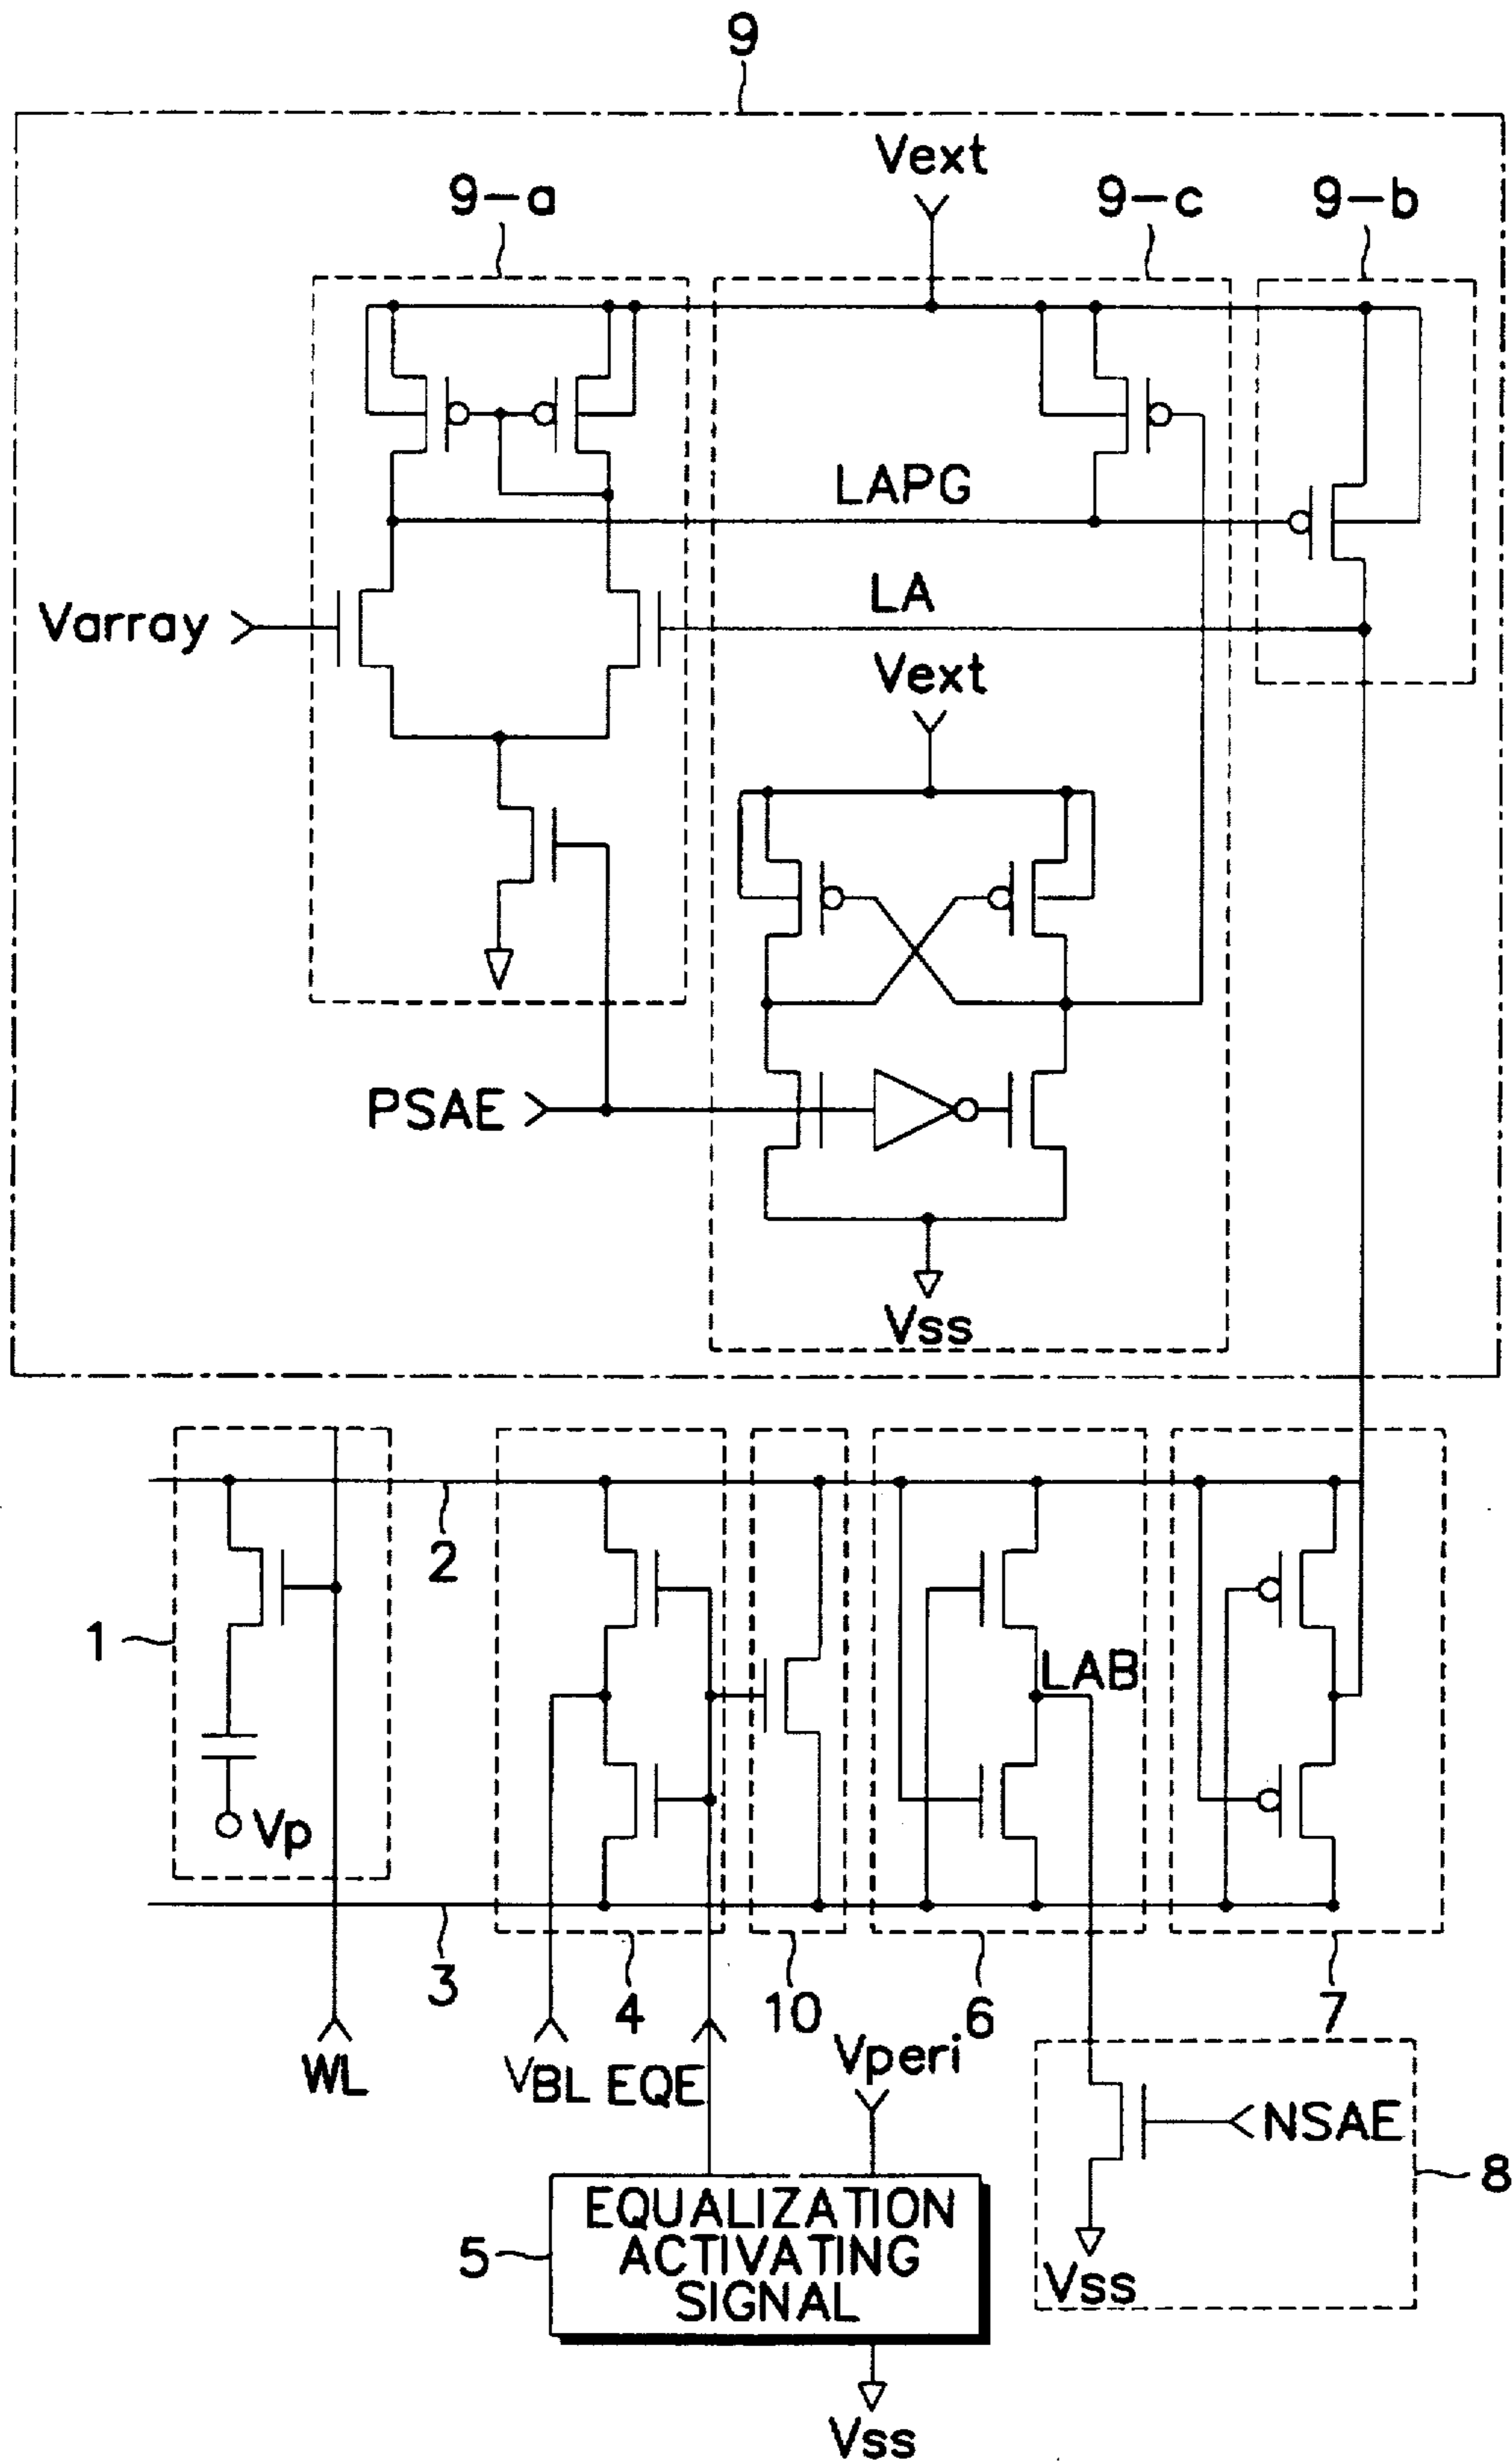 9
Vext
9-a
9-c
9-b
LAPG
LA
Varray
Vext
PSAE
Vss
2
1
LAB
Vp
3
4
10
6
7
WL
VBL
EQE
Vperi
NSAE
8
EQUALIZATION
ACTIVATING
SIGNAL
5
Vss
Vss